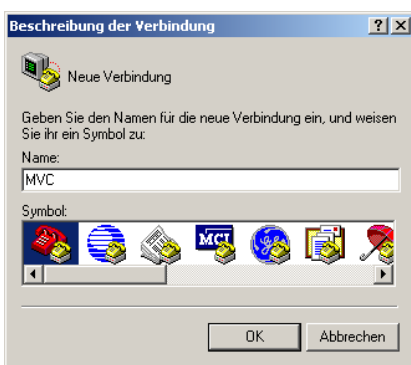 Beschreibung der Verbindung
Neue Verbindung
Geben Sie den Namen für die neue Verbindung ein, und weisen
Sie ihr ein Symbol zu:
Name:
MVC
Symbol:
MCI
OK Abbrechen